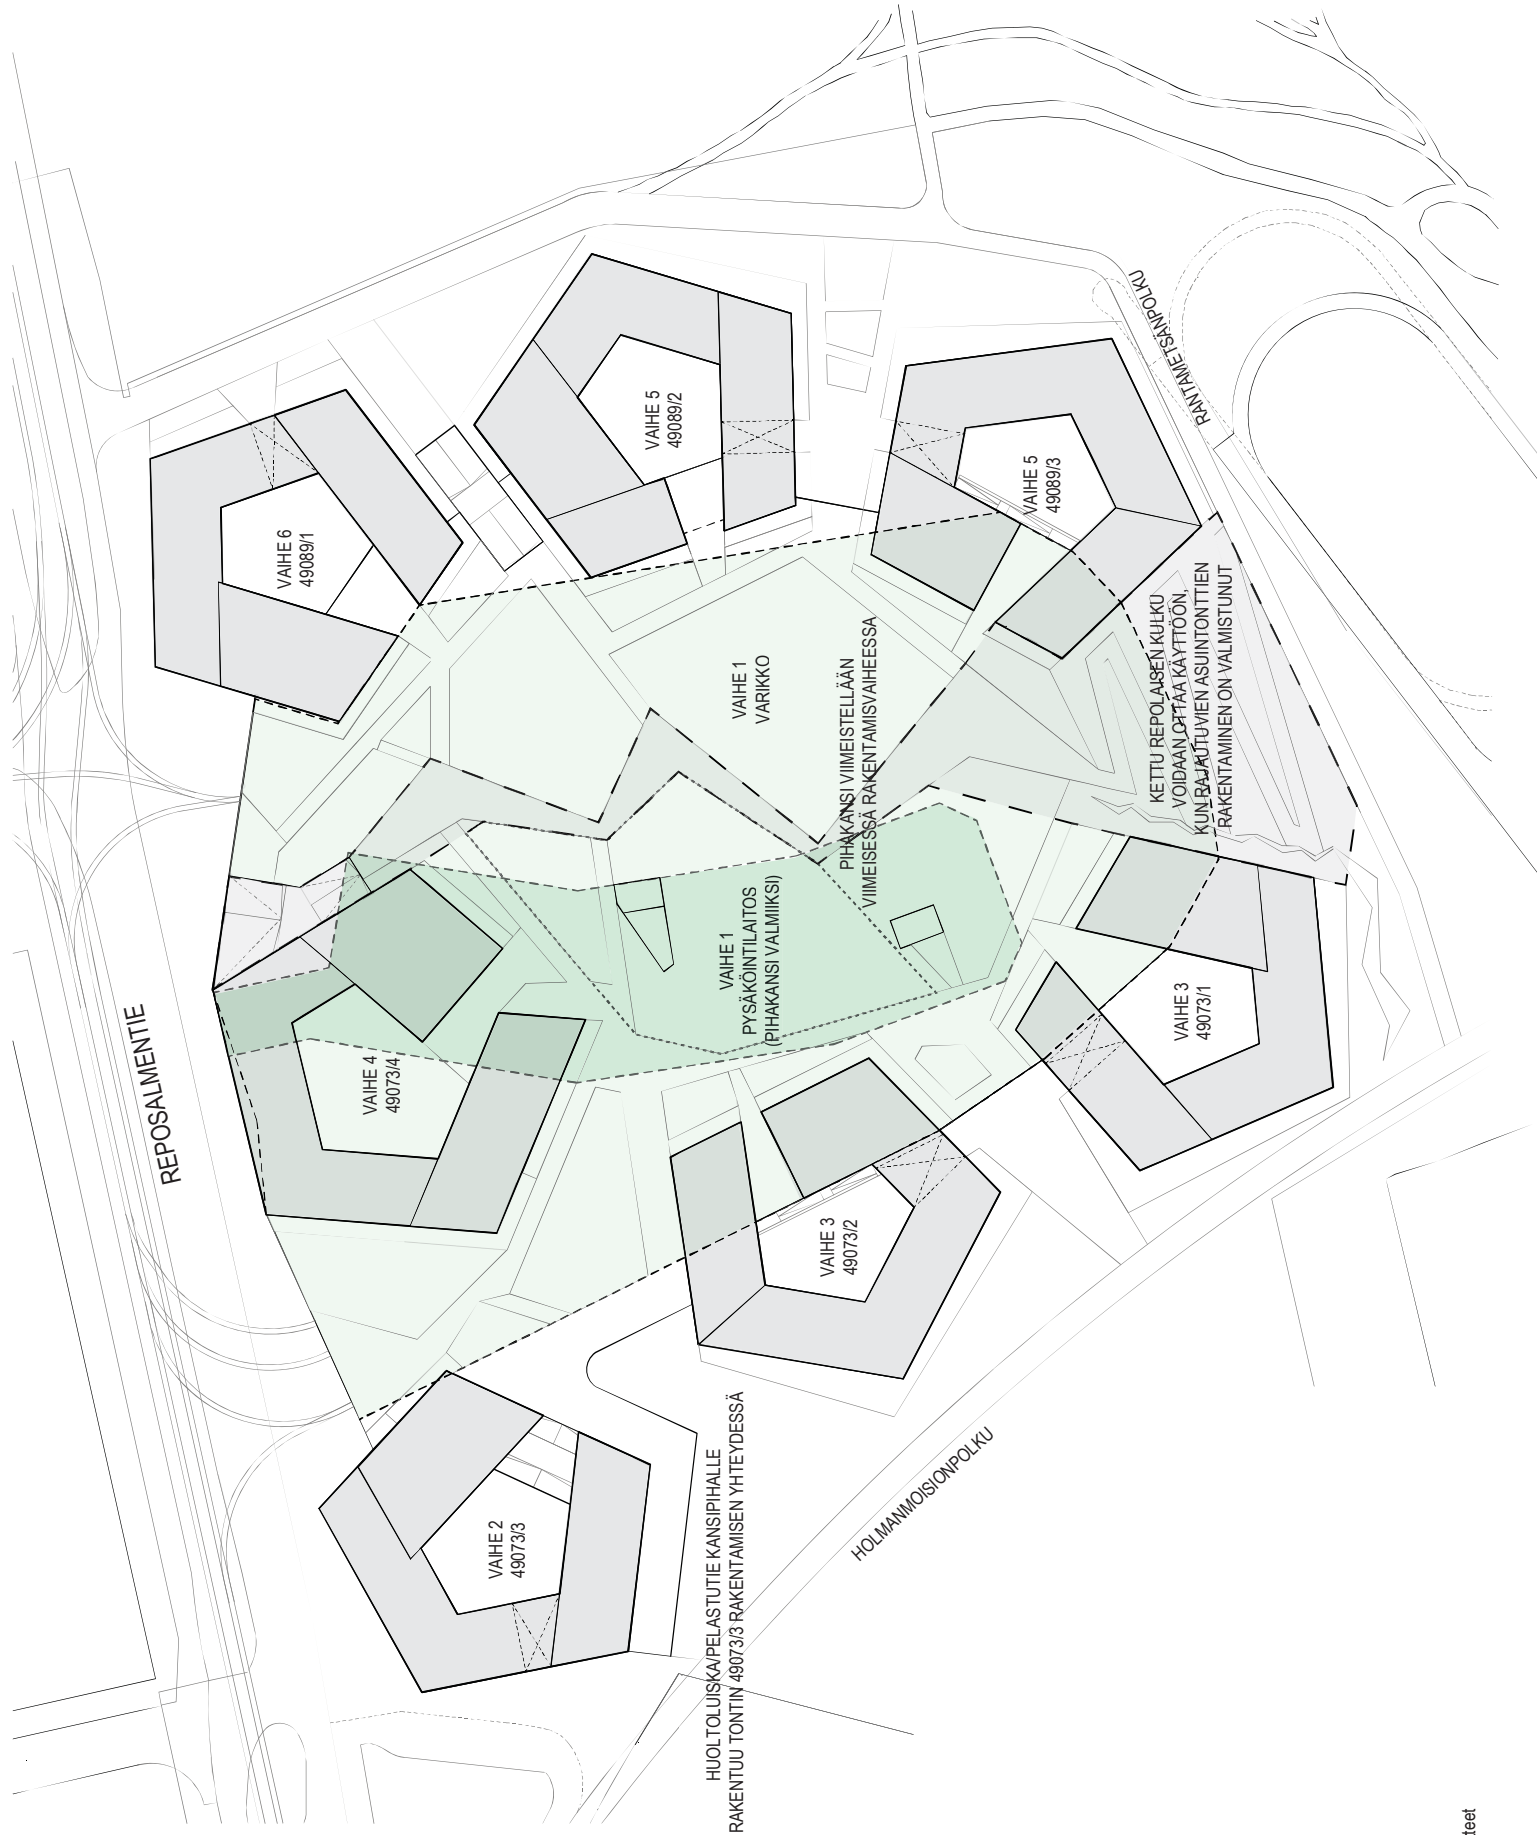 REPOSALMENTIE
VAIHE 6
49089/1
VAIHE 5
49089/2
VAIHE 5
49089/3
RANTAMETSANPOLKU
VAIHE 1
VARIKKO
PIHAKANSI VIIMEISTELLÄÄN
VIIMEISESSÄ RAKENTAMISVAIHEESSA
KETTU REPOLAISEN KULKU
VOIDAAN OTTAA KÄYTTÖÖN,
KUN RAJAUTUVIEN ASUINTONTTIEN
RAKENTAMINEN ON VALMISTUNUT
VAIHE 1
PYSÄKÖINTILAITOS
(PIHAKANSI VALMIIKSI)
VAIHE 4
49073/4
VAIHE 3
49073/1
VAIHE 3
49073/2
VAIHE 2
49073/3
HUOLTOLUISKA/PELASTUTIE KANSIPIHALLE
RAKENTUU TONTIN 49073/3 RAKENTAMISEN YHTEYDESSÄ
HOLMANMOISIONPOLKU
teet